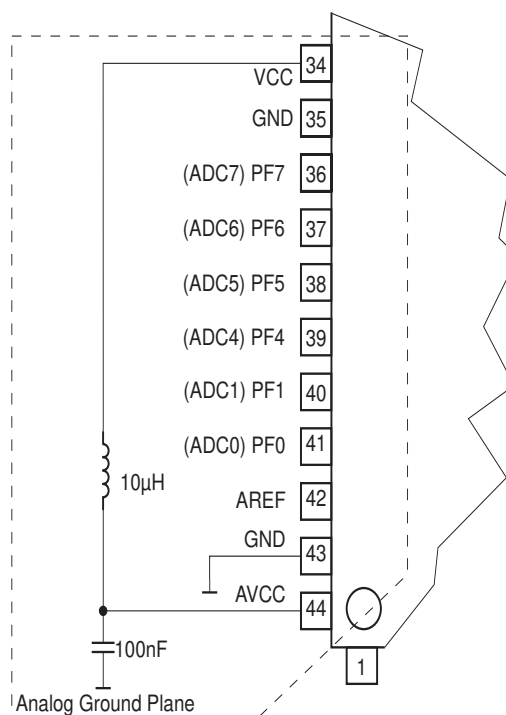 VCC 34
GND 35
(ADC7) PF7 36
(ADC6) PF6 37
(ADC5) PF5 38
(ADC4) PF4 39
(ADC1) PF1 40
(ADC0) PF0 41
10µH
AREF 42
GND 43
AVCC 44
100nF
1
Analog Ground Plane